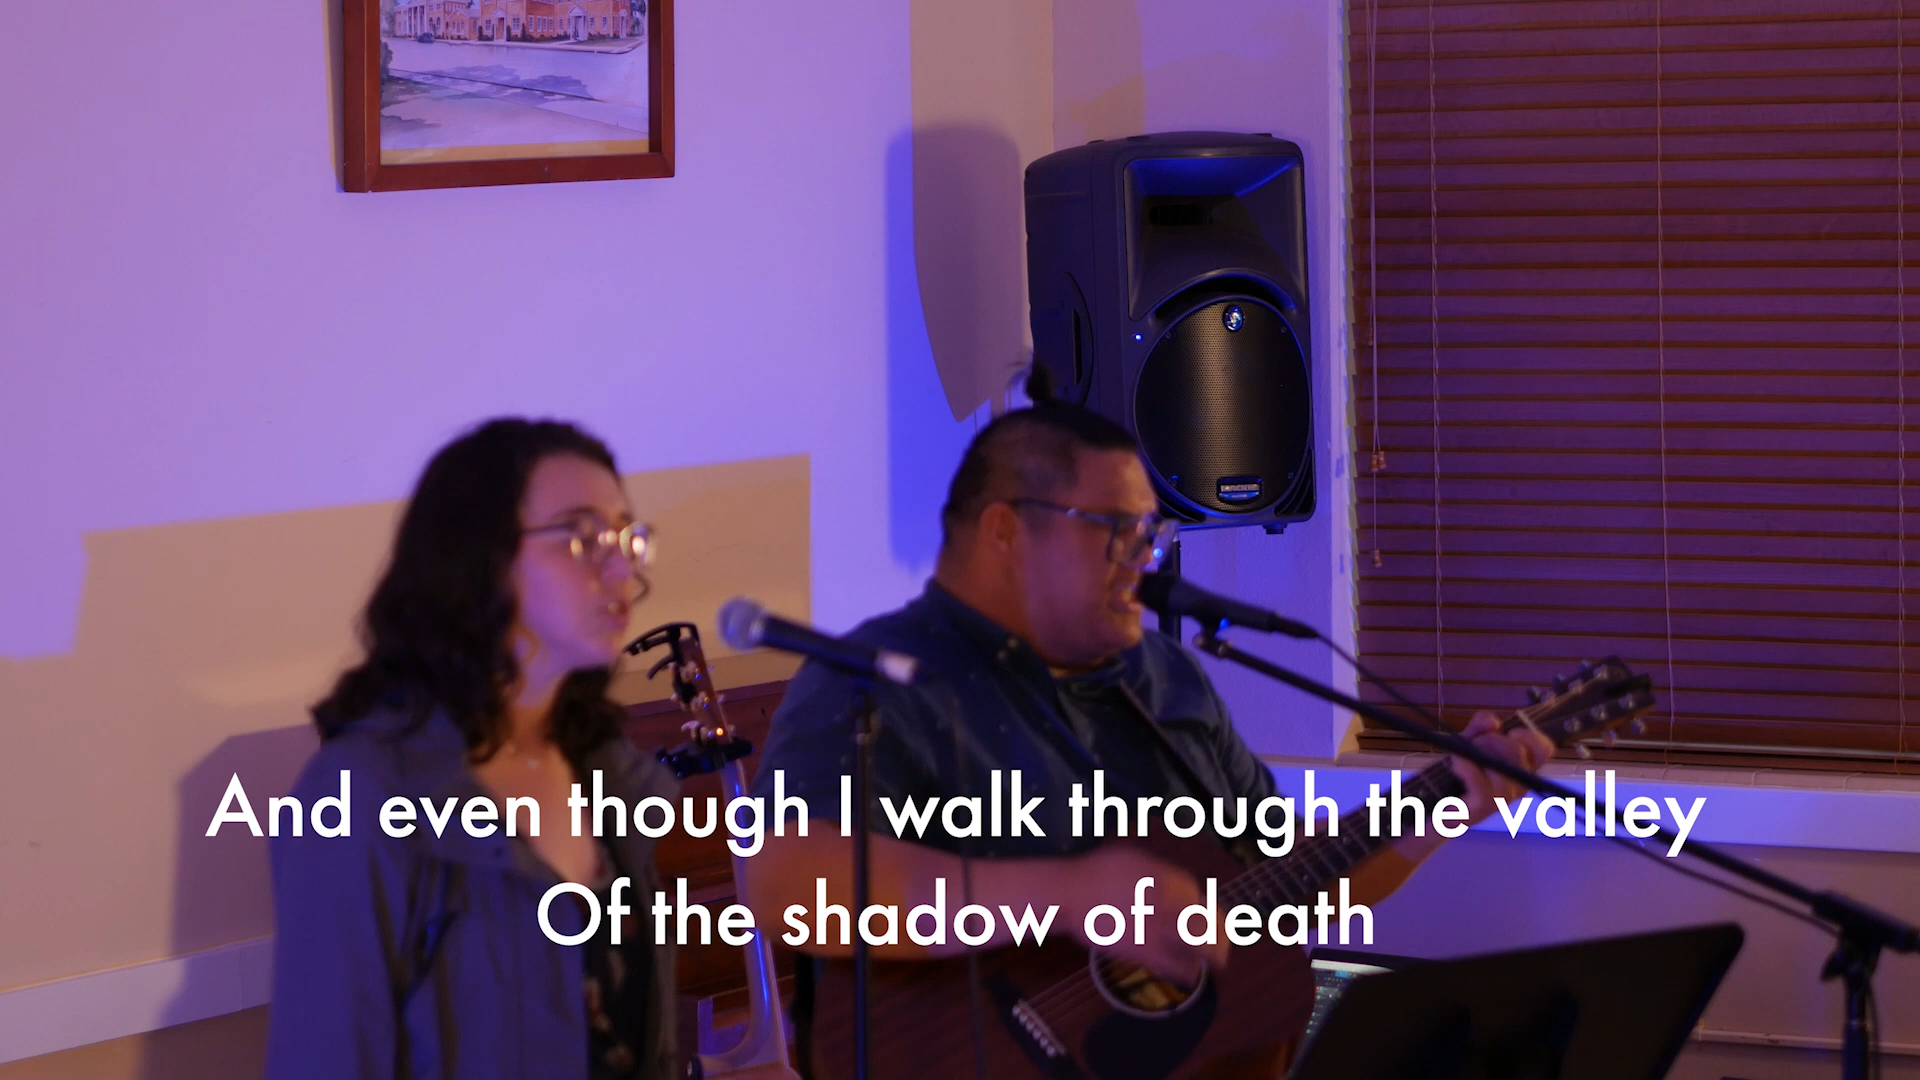 And even though I walk through the valley
Of the shadow of death